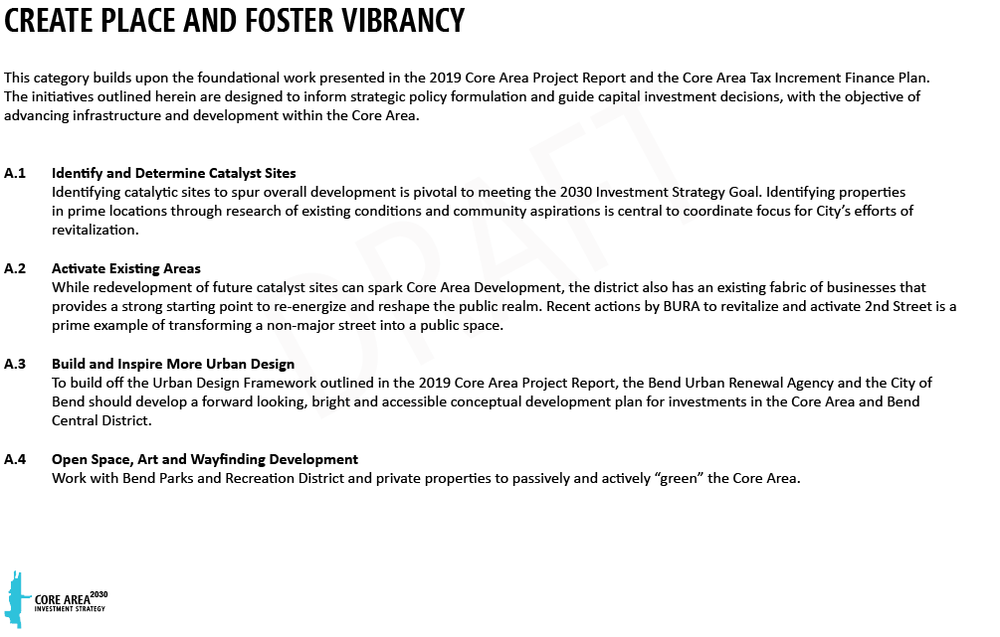 CREATE PLACE AND FOSTER VIBRANCY
This category builds upon the foundational work presented in the 2019 Core Area Project Report and the Core Area Tax Increment Finance Plan.
The initiatives outlined herein are designed to inform strategic policy formulation and guide capital investment decisions, with the objective of
advancing infrastructure and development within the Core Area.
A.1 Identify and Determine Catalyst Sites
Identifying catalytic sites to spur overall development is pivotal to meeting the 2030 Investment Strategy Goal. Identifying properties
in prime locations through research of existing conditions and community aspirations is central to coordinate focus for City’s efforts of
revitalization.
A.2 Activate Existing Areas
While redevelopment of future catalyst sites can spark Core Area Development, the district also has an existing fabric of businesses that
provides a strong starting point to re-energize and reshape the public realm. Recent actions by BURA to revitalize and activate 2nd Street is a
prime example of transforming a non-major street into a public space.
A.3 Build and Inspire More Urban Design
To build off the Urban Design Framework outlined in the 2019 Core Area Project Report, the Bend Urban Renewal Agency and the City of
Bend should develop a forward looking, bright and accessible conceptual development plan for investments in the Core Area and Bend
Central District.
A.4 Open Space, Art and Wayfinding Development
Work with Bend Parks and Recreation District and private properties to passively and actively “green” the Core Area.
DRAFT
CORE AREA 2030
INVESTMENT STRATEGY